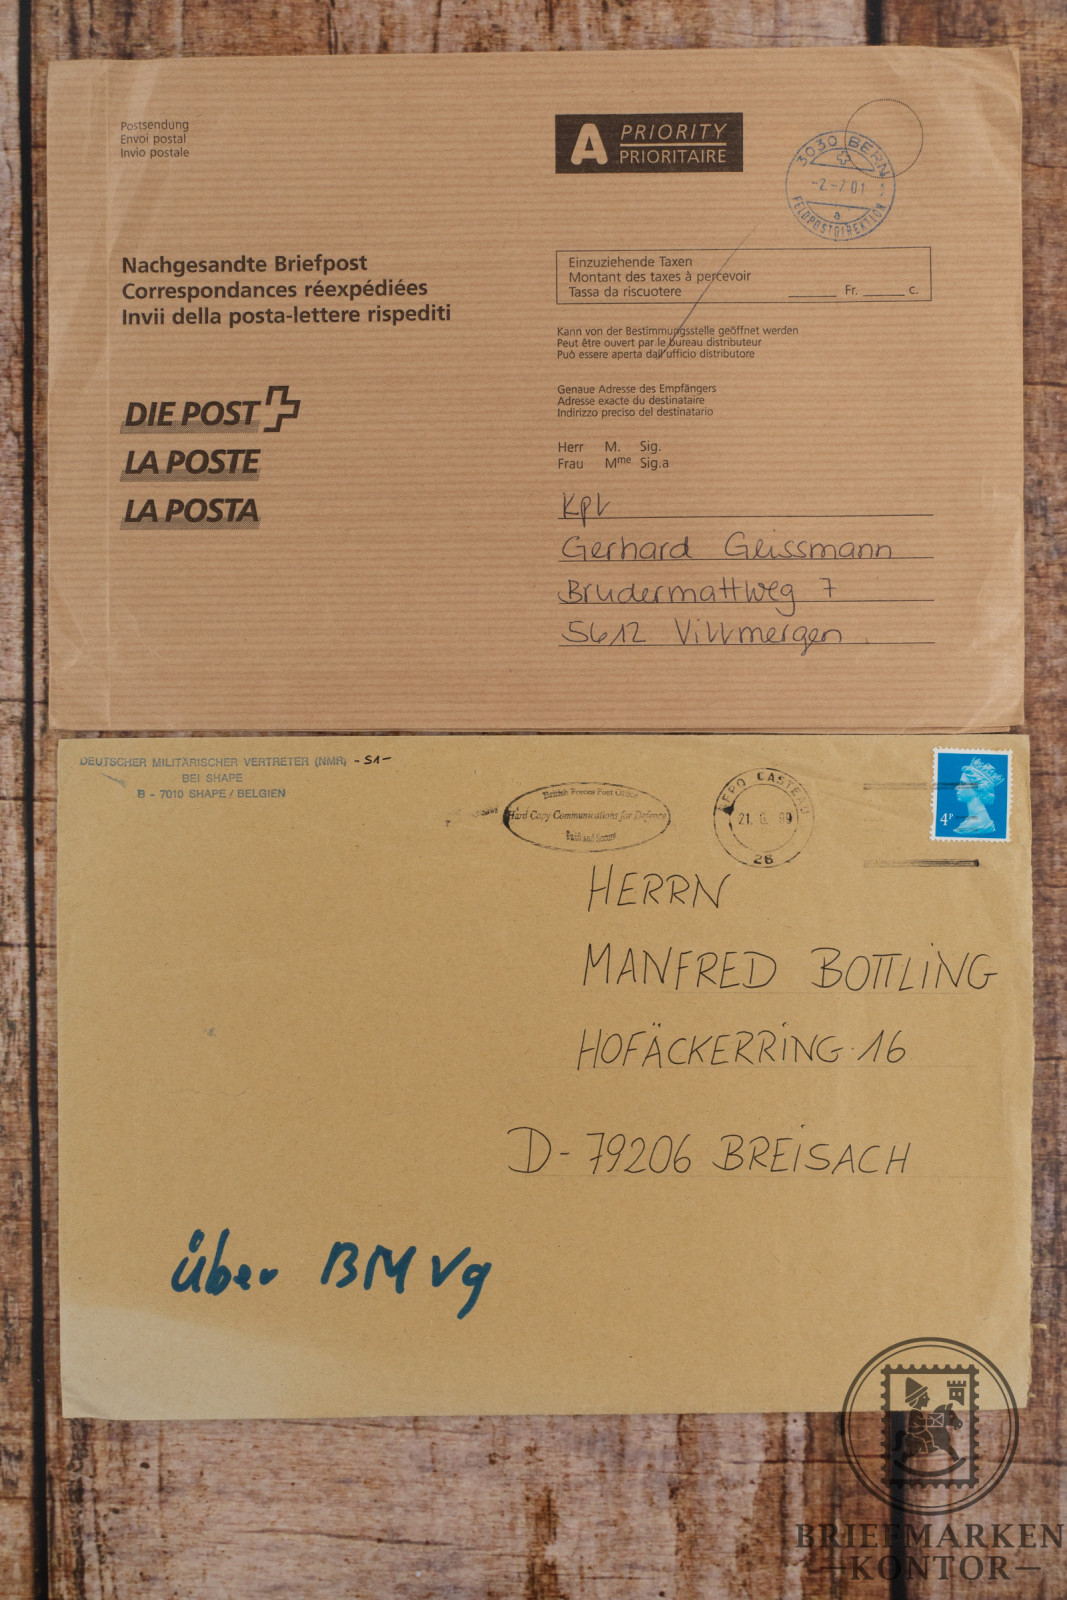 Postsendung
Envoi postal
Invio postale
A PRIORITY
PRIORITAIRE
3030 BERN 1
-2.-7.01
a
FELDPOSTDIREKTION
Nachgesandte Briefpost
Correspondances réexpédiées
Invii della posta-lettere rispediti
Einzuziehende Taxen
Montant des taxes à percevoir
Tassa da riscuotere ______ Fr. ______ c.
Kann von der Bestimmungsstelle geöffnet werden
Peut être ouvert par le bureau distributeur
Può essere aperta dall'ufficio distributore
DIE POST
LA POSTE
LA POSTA
Genaue Adresse des Empfängers
Adresse exacte du destinataire
Indirizzo preciso del destinatario
Herr M. Sig.
Frau Mme Sig.a
Kpl
Gerhard Geissmann
Brudermattweg 7
5612 Villmergen
DEUTSCHER MILITÄRISCHER VERTRETER (NMR) - S1-
BEI SHAPE
B - 7010 SHAPE / BELGIEN
British Forces Post Office
Hard Copy Communications for Defence
CASTEAU
21. 6. 99
26
4P
HERRN
MANFRED BOTTLING
HOFÄCKERRING 16
D-79206 BREISACH
über BMVg
BRIEFMARKEN
KONTOR